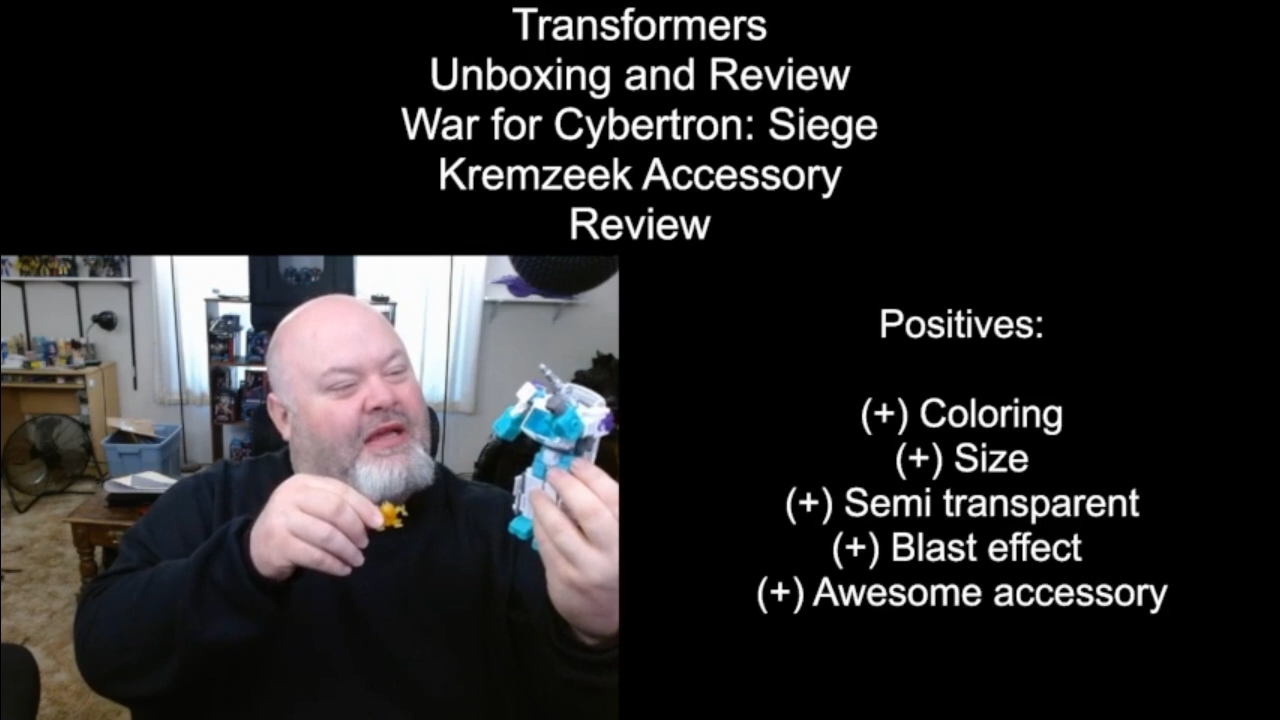 Transformers
Unboxing and Review
War for Cybertron: Siege
Kremzeek Accessory
Review
Positives:
(+) Coloring
(+) Size
(+) Semi transparent
(+) Blast effect
(+) Awesome accessory